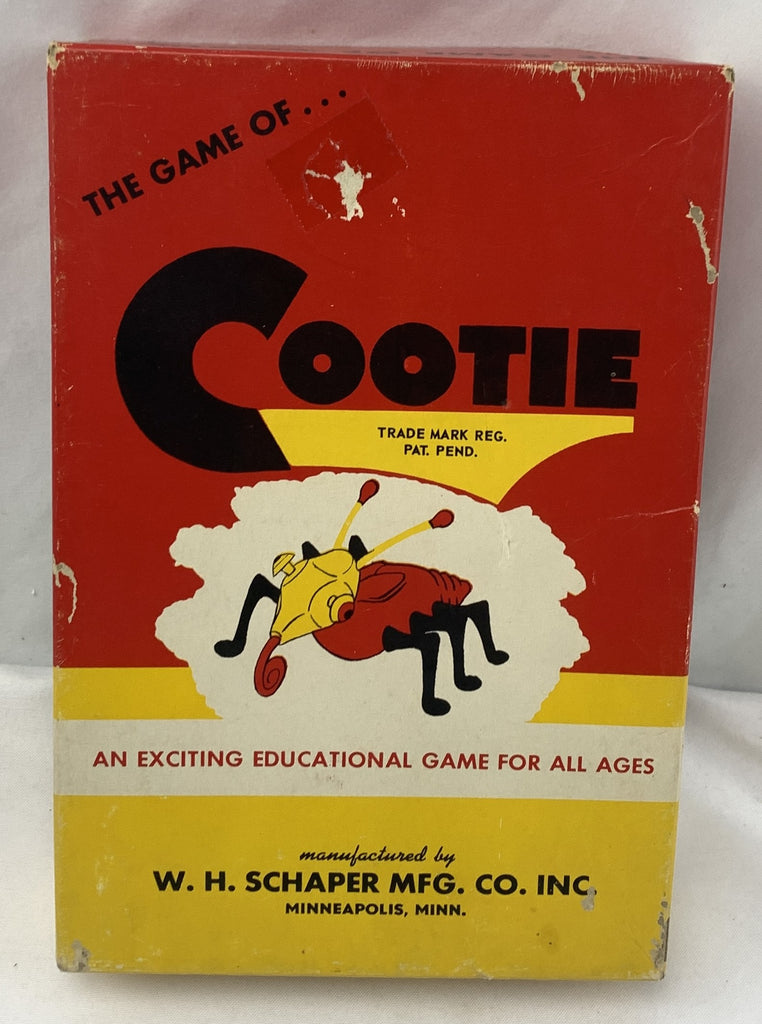 THE GAME OF...
COOTIE
TRADE MARK REG.
PAT. PEND.
AN EXCITING EDUCATIONAL GAME FOR ALL AGES
manufactured by
W. H. SCHAPER MFG. CO. INC.
MINNEAPOLIS, MINN.